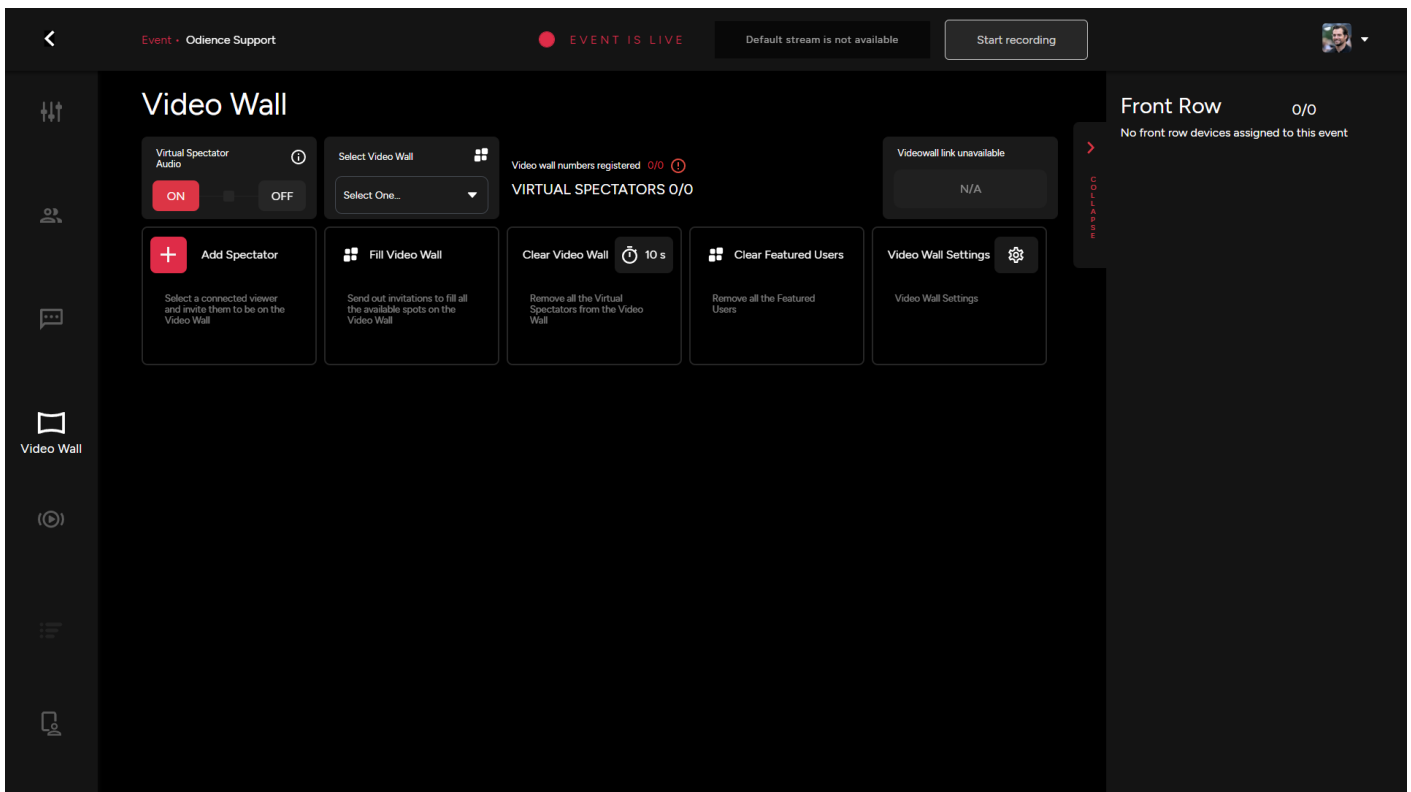 Event • Odience Support
EVENT IS LIVE
Default stream is not available
Start recording
Video Wall
Virtual Spectator
Audio
ON
OFF
Select Video Wall
Select One...
Video wall numbers registered 0/0
VIRTUAL SPECTATORS 0/0
Videowall link unavailable
N/A
COLLAPSE
Front Row
0/0
No front row devices assigned to this event
Add Spectator
Select a connected viewer
and invite them to be on the
Video Wall
Fill Video Wall
Send out invitations to fill all
the available spots on the
Video Wall
Clear Video Wall
10 s
Remove all the Virtual
Spectators from the Video
Wall
Clear Featured Users
Remove all the Featured
Users
Video Wall Settings
Video Wall Settings
Video Wall